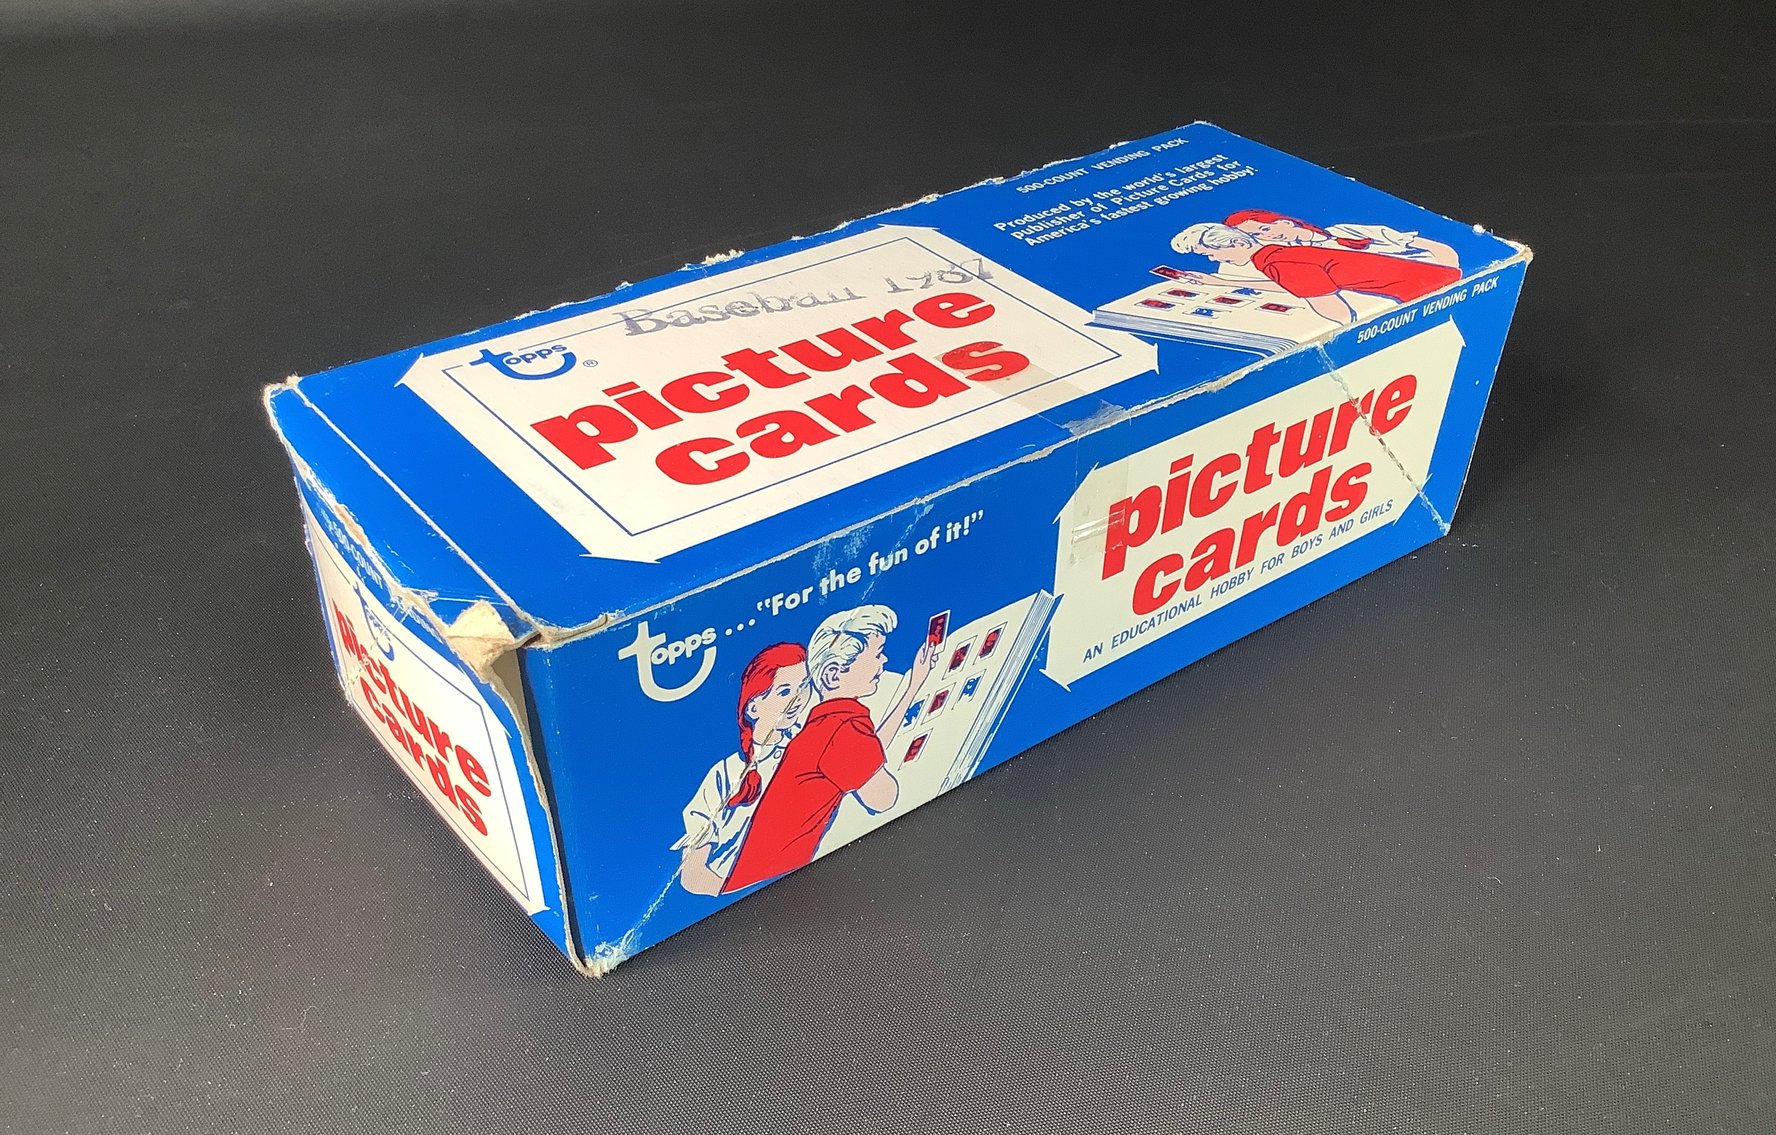 500-COUNT VENDING PACK
Produced by the world's largest
publisher of Picture Cards for
America's fastest growing hobby!
Baseball
topps®
picture
cards
500-COUNT VENDING PACK
topps..."For the fun of it!"
picture
cards
AN EDUCATIONAL HOBBY FOR BOYS AND GIRLS
500-COUNT
picture
cards